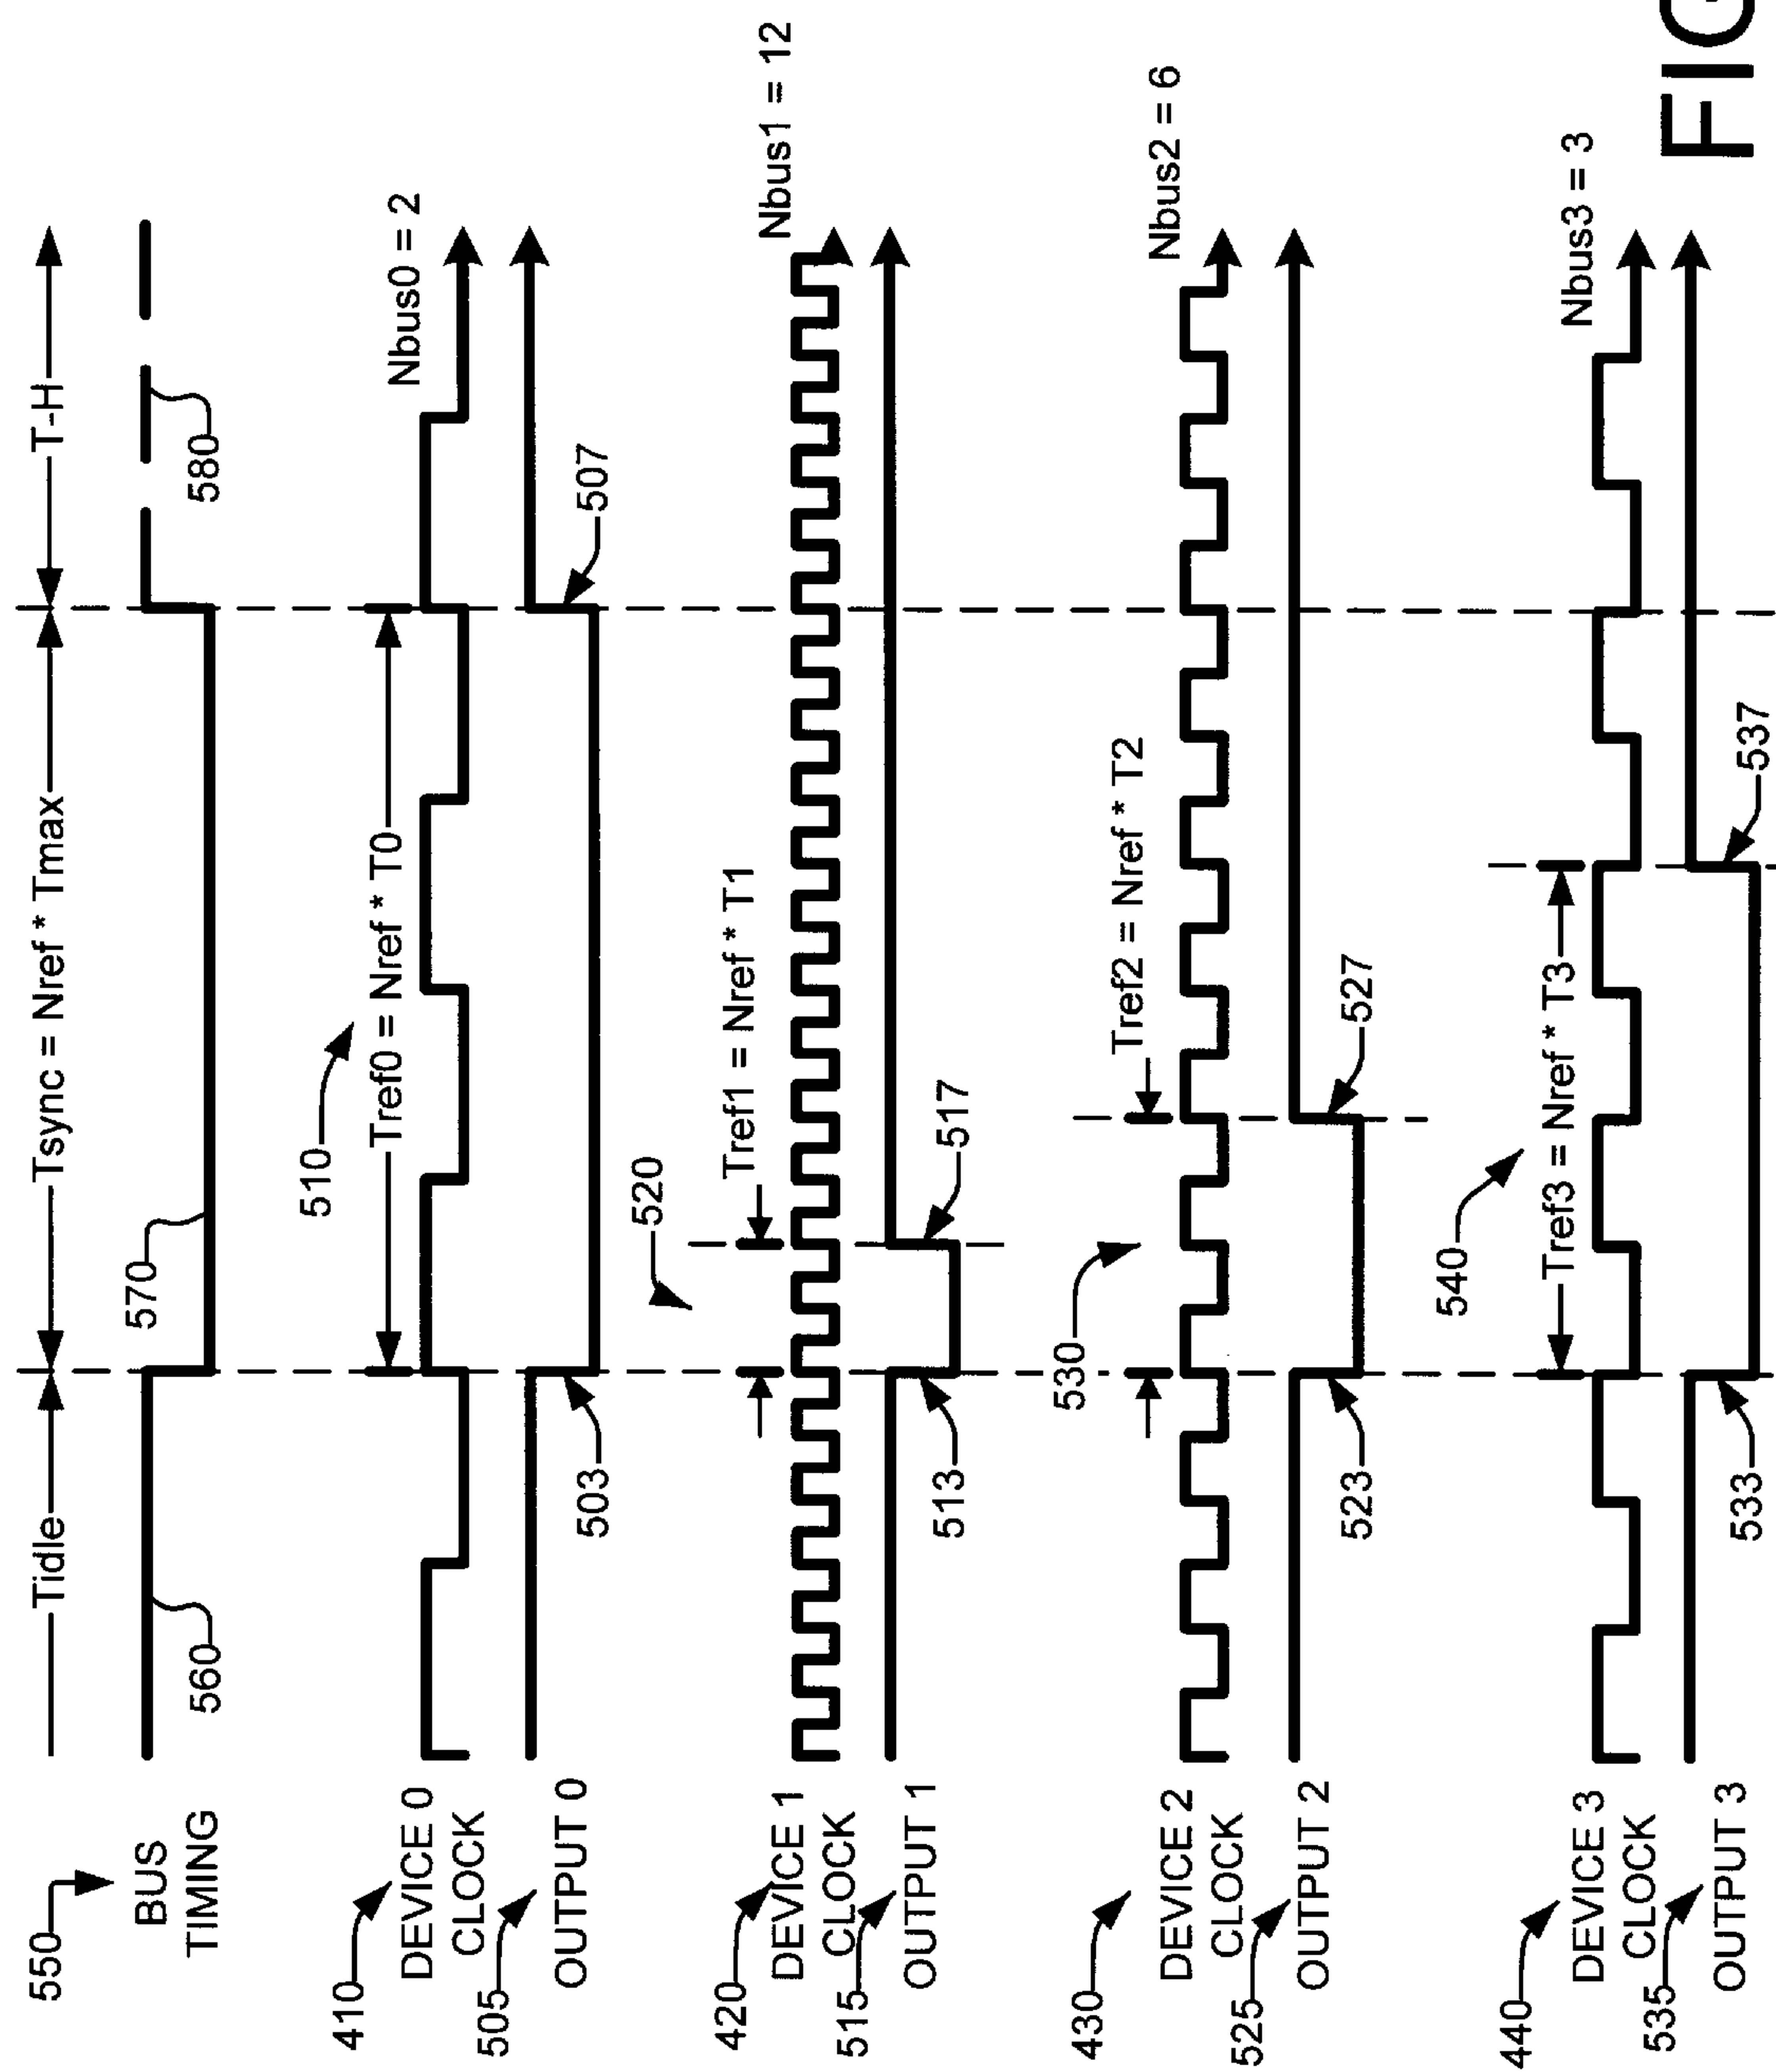 550
BUS
TIMING
Tidle
Tsync = Nref * Tmax
T-H
560
570
580
410
DEVICE 0
CLOCK
510
Tref0 = Nref * T0
Nbus0 = 2
505
OUTPUT 0
503
507
420
DEVICE 1
CLOCK
520
Tref1 = Nref * T1
Nbus1 = 12
515
OUTPUT 1
513
517
430
DEVICE 2
CLOCK
530
Tref2 = Nref * T2
Nbus2 = 6
525
OUTPUT 2
523
527
440
DEVICE 3
CLOCK
540
Tref3 = Nref * T3
Nbus3 = 3
535
OUTPUT 3
533
537
FIG